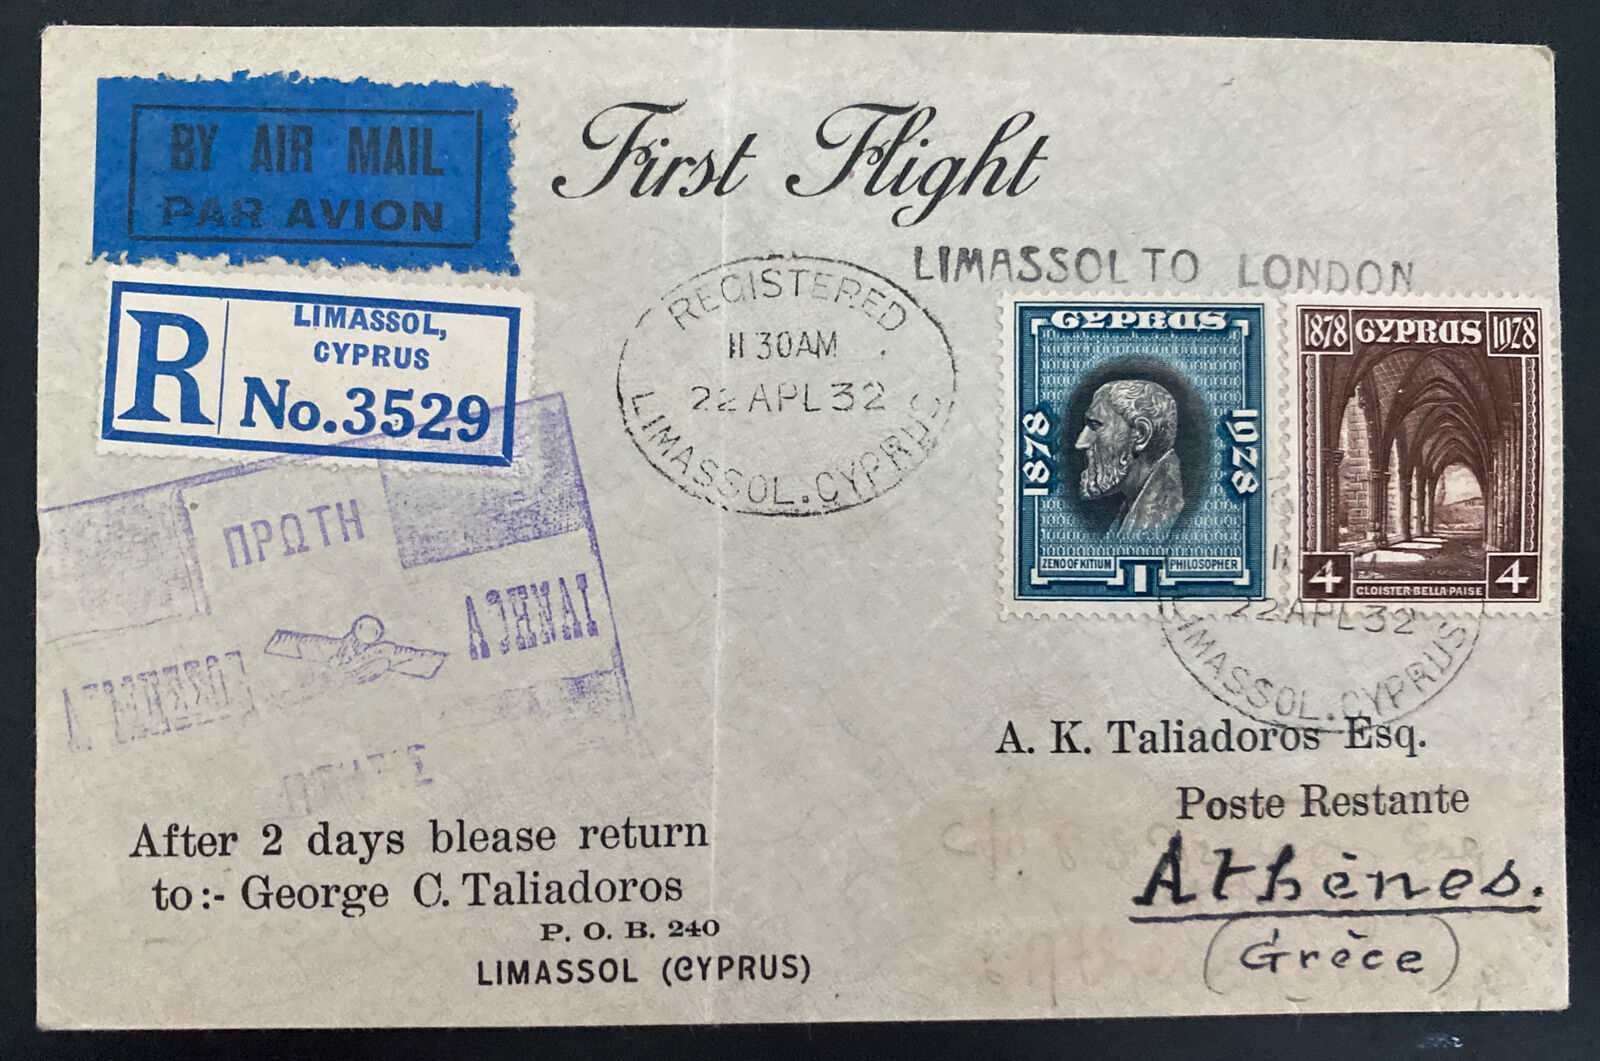 BY AIR MAIL
PAR AVION
First Flight
LIMASSOL TO LONDON
R
LIMASSOL,
CYPRUS
No. 3529
REGISTERED
11 30AM
22 APL 32
LIMASSOL. CYPRUS
CYPRUS
1878
1928
ZENO OF KITIUM
1
PHILOSOPHER
1878 CYPRUS 1928
4
4
CLOISTER·BELLA·PAISE
22 APL 32
LIMASSOL. CYPRUS
ΠΡΩΤΗ
A. K. Taliadoros Esq.
Poste Restante
Athènes.
(Grèce)
After 2 days blease return
to:- George C. Taliadoros
P. O. B. 240
LIMASSOL (CYPRUS)